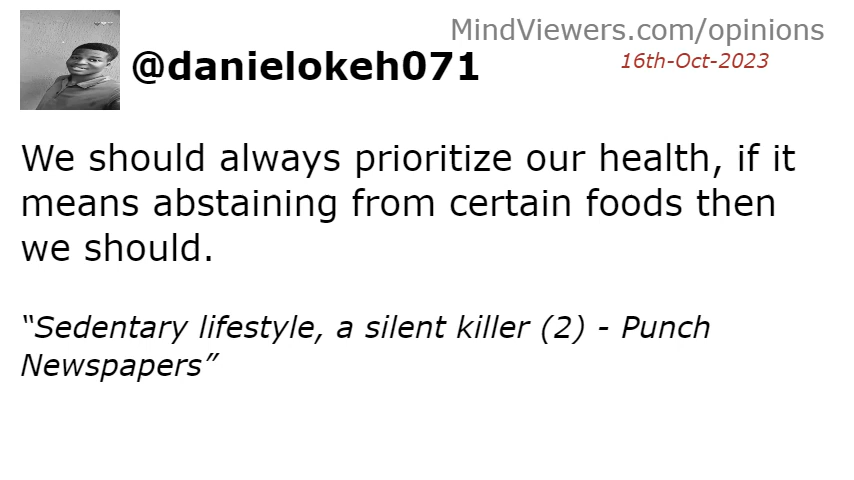 MindViewers.com/opinions
@danielokeh071
16th-Oct-2023
We should always prioritize our health, if it
means abstaining from certain foods then
we should.
“Sedentary lifestyle, a silent killer (2) - Punch
Newspapers”